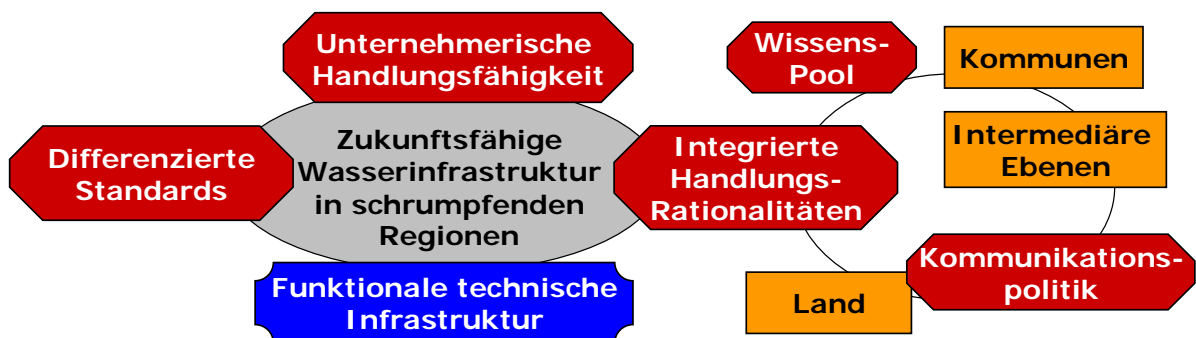 Unternehmerische
Handlungsfähigkeit
Differenzierte
Standards
Zukunftsfähige
Wasserinfrastruktur
in schrumpfenden
Regionen
Funktionale technische
Infrastruktur
Integrierte
Handlungs-
Rationalitäten
Wissens-
Pool
Kommunen
Intermediäre
Ebenen
Kommunikations-
politik
Land